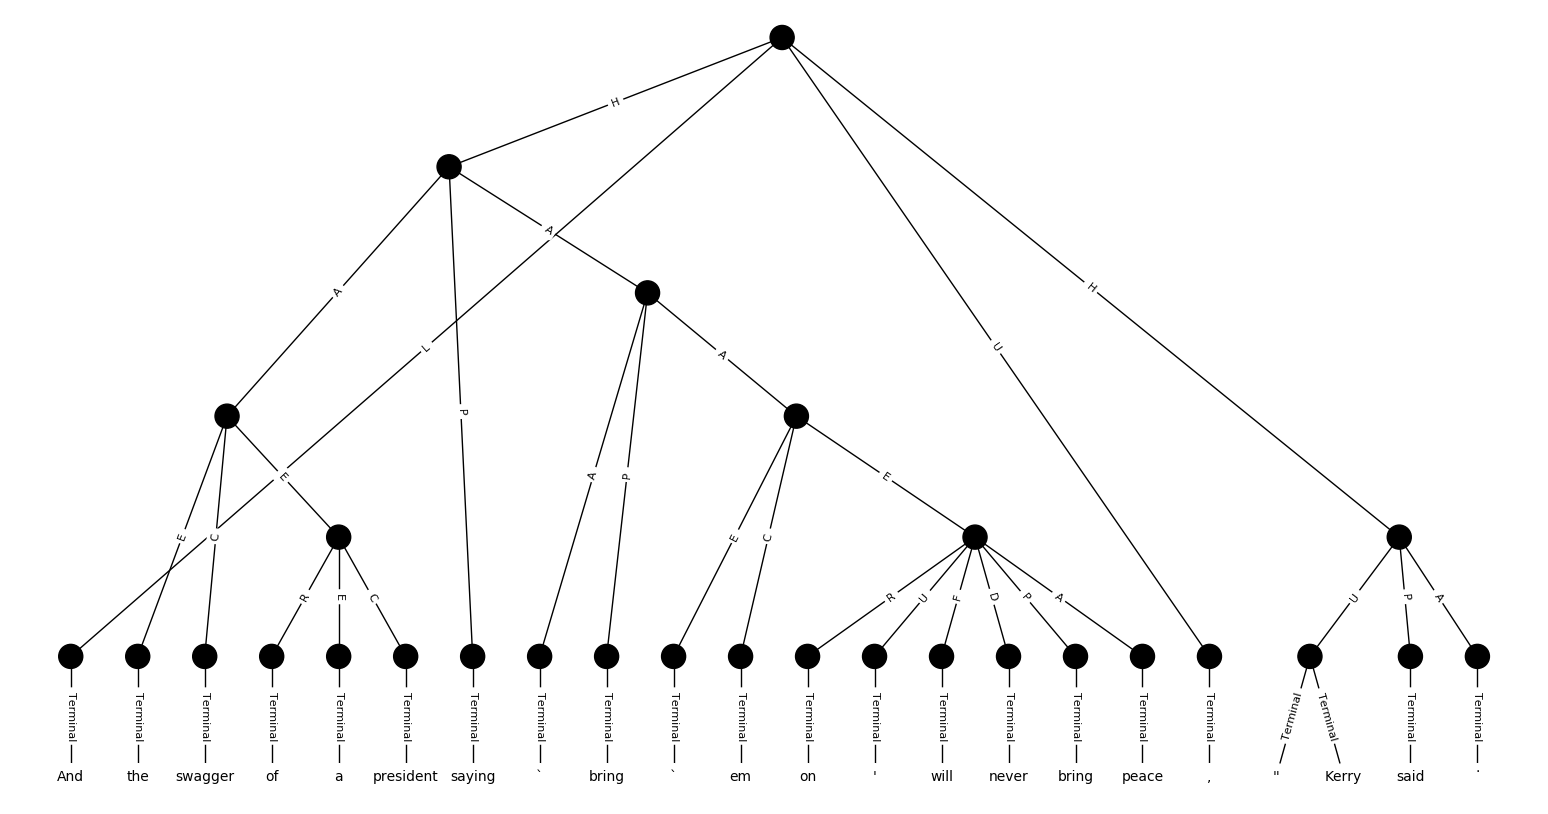 H
H
A
A
L
U
A
P
A
E
C
E
A
P
E
C
E
R
E
C
R
U
F
D
P
A
U
P
A
Terminal Terminal Terminal Terminal Terminal Terminal Terminal Terminal Terminal Terminal Terminal Terminal Terminal Terminal Terminal Terminal Terminal Terminal Terminal Terminal Terminal Terminal
And the swagger of a president saying ` bring ` em on ' will never bring peace , " Kerry said .